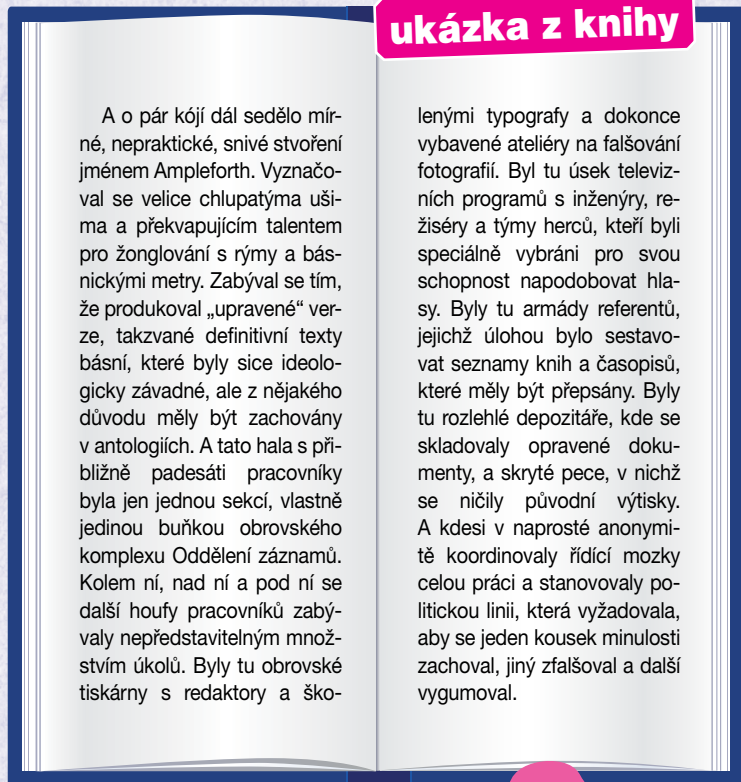 ukázka z knihy
A o pár kójí dál sedělo mír-
né, nepraktické, snivé stvoření
jménem Ampleforth. Vyznačo-
val se velice chlupatýma uši-
ma a překvapujícím talentem
pro žonglování s rýmy a bás-
nickými metry. Zabýval se tím,
že produkoval „upravené“ ver-
ze, takzvané definitivní texty
básní, které byly sice ideolo-
gicky závadné, ale z nějakého
důvodu měly být zachovány
v antologiích. A tato hala s při-
bližně padesáti pracovníky
byla jen jednou sekcí, vlastně
jedinou buňkou obrovského
komplexu Oddělení záznamů.
Kolem ní, nad ní a pod ní se
další houfy pracovníků zabý-
valy nepředstavitelným množ-
stvím úkolů. Byly tu obrovské
tiskárny s redaktory a ško-
lenými typografy a dokonce
vybavené ateliéry na falšování
fotografií. Byl tu úsek televiz-
ních programů s inženýry, re-
žiséry a týmy herců, kteří byli
speciálně vybráni pro svou
schopnost napodobovat hla-
sy. Byly tu armády referentů,
jejichž úlohou bylo sestavo-
vat seznamy knih a časopisů,
které měly být přepsány. Byly
tu rozlehlé depozitáře, kde se
skladovaly opravené doku-
menty, a skryté pece, v nichž
se ničily původní výtisky.
A kdesi v naprosté anonymi-
tě koordinovaly řídící mozky
celou práci a stanovovaly po-
litickou linii, která vyžadovala,
aby se jeden kousek minulosti
zachoval, jiný zfalšoval a další
vygumoval.